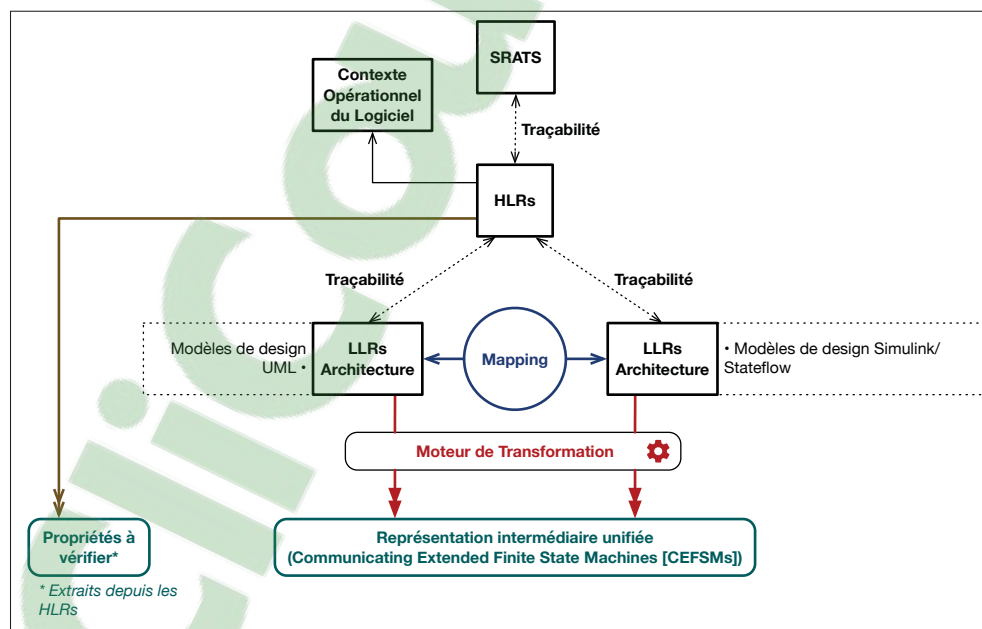 SRATS
Contexte
Opérationnel
du Logiciel
Traçabilité
HLRs
Traçabilité
Traçabilité
Modèles de design
UML •
LLRs
Architecture
Mapping
LLRs
Architecture
• Modèles de design Simulink/
Stateflow
Moteur de Transformation
Propriétés à
vérifier*
Représentation intermédiaire unifiée
(Communicating Extended Finite State Machines [CEFSMs])
* Extraits depuis les
HLRs